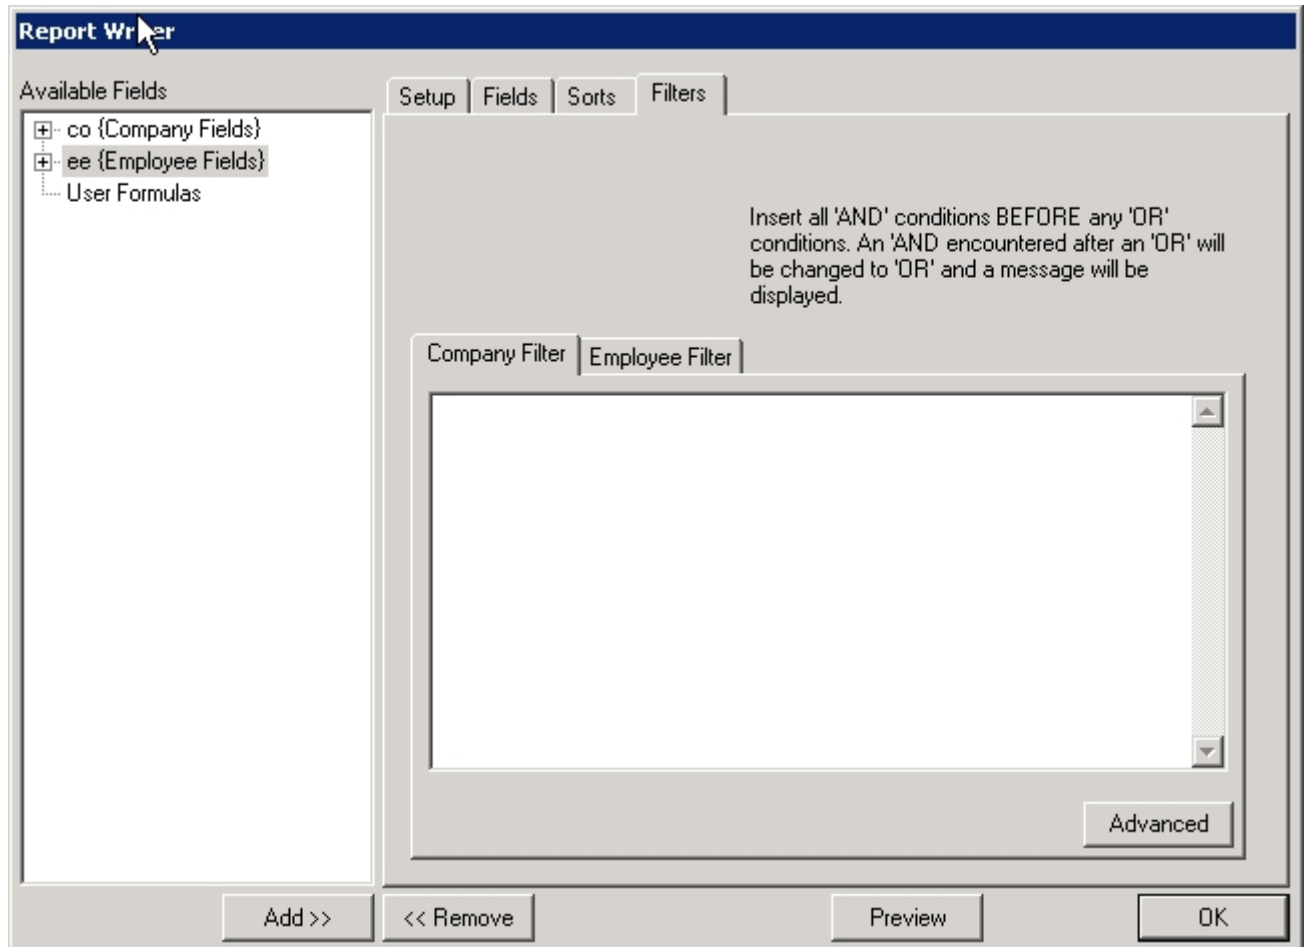 Report Writer
Available Fields
co {Company Fields}
ee {Employee Fields}
User Formulas
Setup
Fields
Sorts
Filters
Insert all 'AND' conditions BEFORE any 'OR'
conditions. An 'AND encountered after an 'OR' will
be changed to 'OR' and a message will be
displayed.
Company Filter
Employee Filter
Advanced
Add >>
<< Remove
Preview
OK